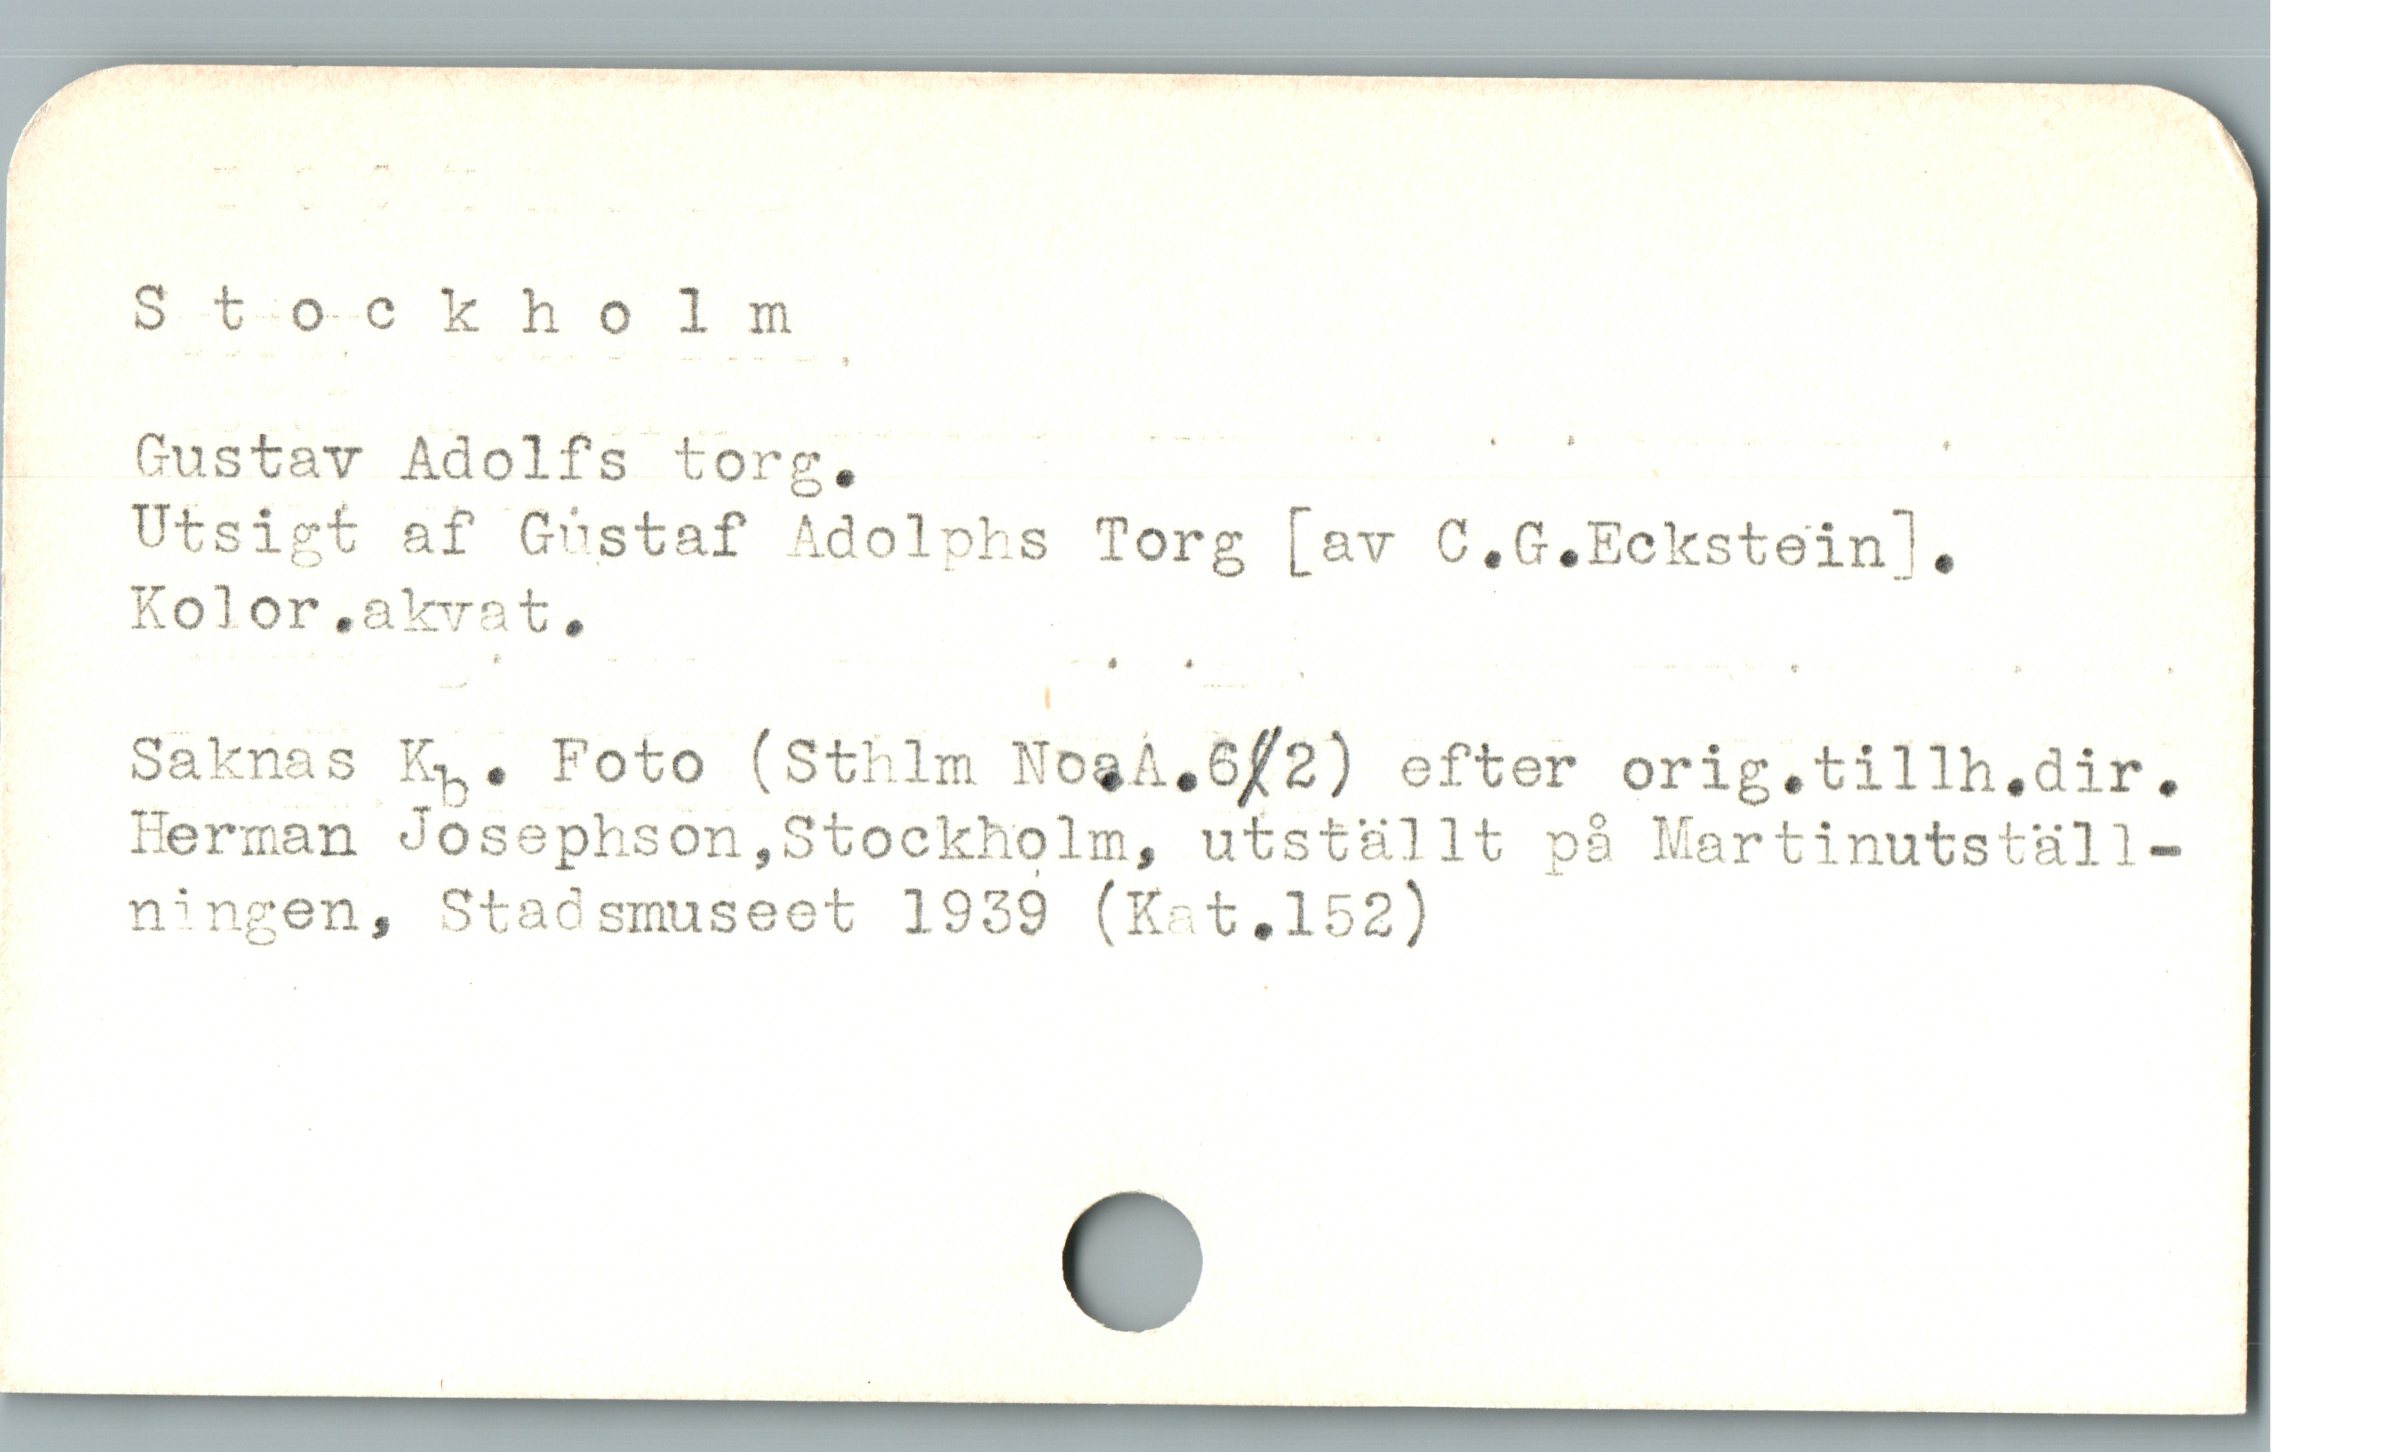 S t o c k h o l m
Gustav Adolfs torg.
Utsigt af Gustaf Adolphs Torg [av C.G.Eckstein].
Kolor.akvat.
Saknas Kb. Foto (Sthlm No.A.6/2) efter orig.tillh.dir.
Herman Josephson,Stockholm, utställt på Martinutställ-
ningen, Stadsmuseet 1939 (Kat.152)